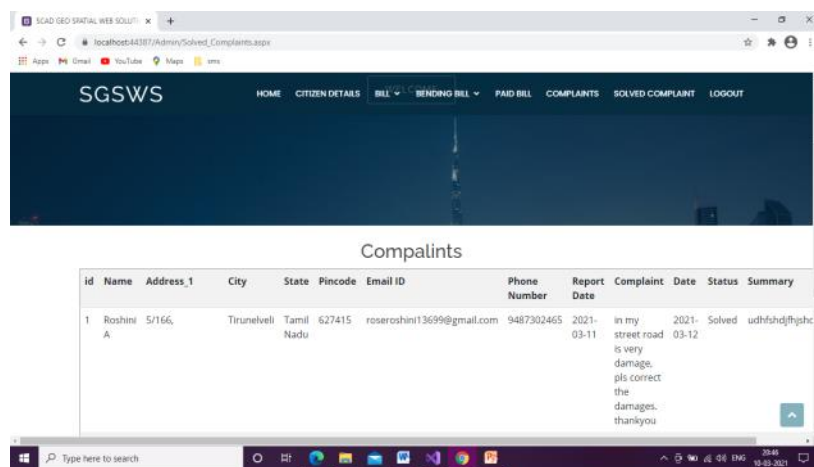 SCAD GEO SPATIAL WEB SOLUTI
localhost:44387/Admin/Solved_Complaints.aspx
Apps Gmail YouTube Maps sms
SGSWS HOME CITIZEN DETAILS BILL BENDING BILL PAID BILL COMPLAINTS SOLVED COMPLAINT LOGOUT
Compalints
id Name Address_1 City State Pincode Email ID Phone Report Complaint Date Status Summary
Number Date
1 Roshini 5/166, Tirunelveli Tamil 627415 roseroshini13699@gmail.com 9487302465 2021- in my 2021- Solved udhfshdjfhjshc
A Nadu 03-11 street road 03-12
is very
damage,
pls correct
the
damages.
thankyou
Type here to search ENG 20:46
10-03-2021